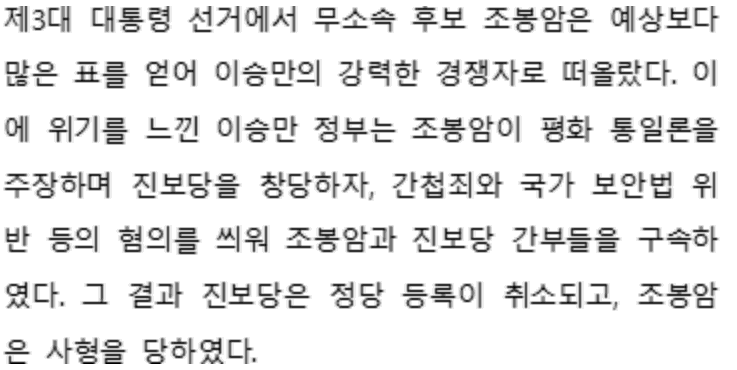 제3대 대통령 선거에서 무소속 후보 조봉암은 예상보다
많은 표를 얻어 이승만의 강력한 경쟁자로 떠올랐다. 이
에 위기를 느낀 이승만 정부는 조봉암이 평화 통일론을
주장하며 진보당을 창당하자, 간첩죄와 국가 보안법 위
반 등의 혐의를 씌워 조봉암과 진보당 간부들을 구속하
였다. 그 결과 진보당은 정당 등록이 취소되고, 조봉암
은 사형을 당하였다.